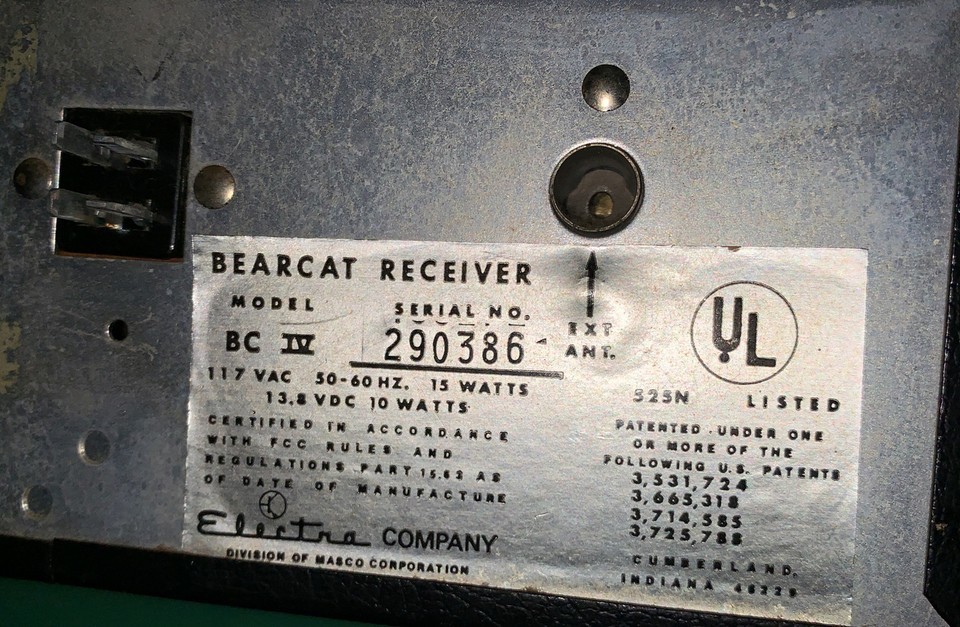 BEARCAT RECEIVER
MODEL
SERIAL NO.
BC IV
290386
EXT
ANT.
117 VAC 50-60 HZ. 15 WATTS
13.8 VDC 10 WATTS
CERTIFIED IN ACCORDANCE
WITH FCC RULES AND
REGULATIONS PART 15.63 AS
OF DATE OF MANUFACTURE
Electra COMPANY
DIVISION OF MASCO CORPORATION
UL
525N LISTED
PATENTED UNDER ONE
OR MORE OF THE
FOLLOWING U.S. PATENTS
3,531,724
3,665,318
3,714,585
3,725,788
CUMBERLAND,
INDIANA 46229